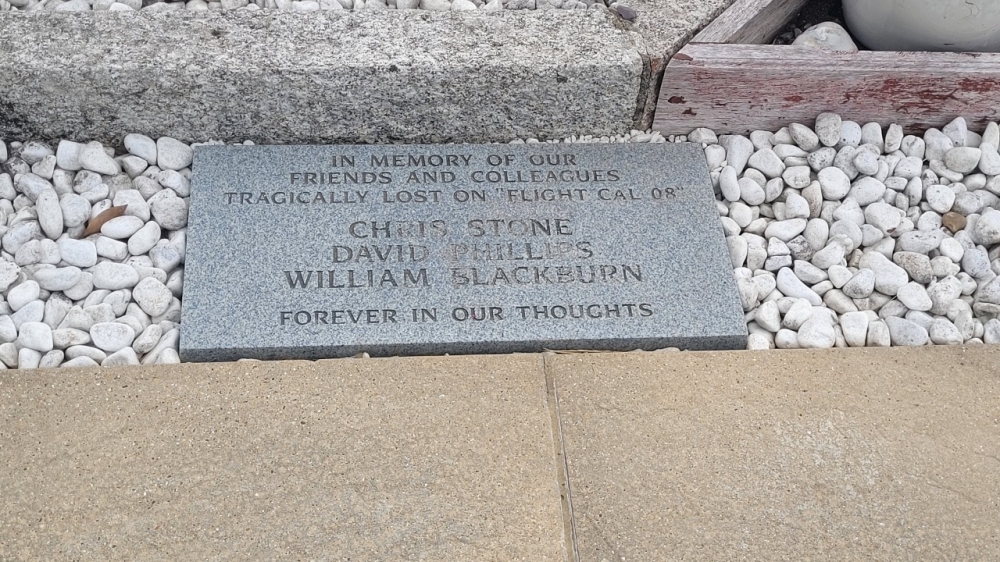 IN MEMORY OF OUR
FRIENDS AND COLLEAGUES
TRAGICALLY LOST ON "FLIGHT CAL 08"
CHRIS STONE
DAVID PHILLIPS
WILLIAM BLACKBURN
FOREVER IN OUR THOUGHTS